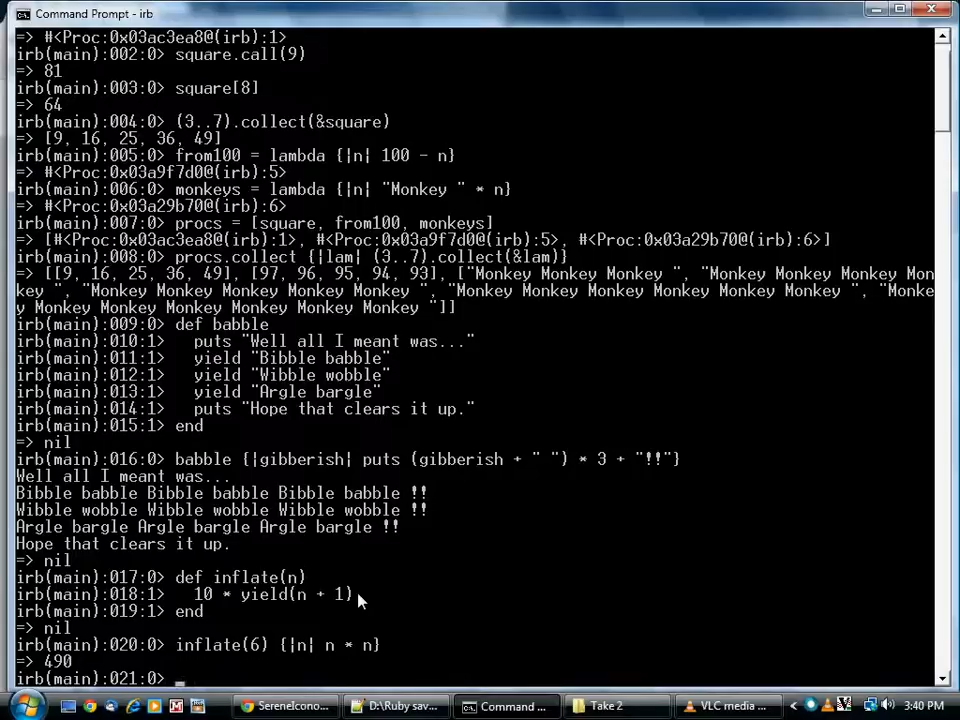 Command Prompt - irb
=> #<Proc:0x03ac3ea8@(irb):1>
irb(main):002:0> square.call(9)
=> 81
irb(main):003:0> square[8]
=> 64
irb(main):004:0> (3..7).collect(&square)
=> [9, 16, 25, 36, 49]
irb(main):005:0> from100 = lambda {|n| 100 - n}
=> #<Proc:0x03a9f7d0@(irb):5>
irb(main):006:0> monkeys = lambda {|n| "Monkey " * n}
=> #<Proc:0x03a29b70@(irb):6>
irb(main):007:0> procs = [square, from100, monkeys]
=> [#<Proc:0x03ac3ea8@(irb):1>, #<Proc:0x03a9f7d0@(irb):5>, #<Proc:0x03a29b70@(irb):6>]
irb(main):008:0> procs.collect {|lam| (3..7).collect(&lam)}
=> [[9, 16, 25, 36, 49], [97, 96, 95, 94, 93], ["Monkey Monkey Monkey ", "Monkey Monkey Monkey Mon
key ", "Monkey Monkey Monkey Monkey Monkey ", "Monkey Monkey Monkey Monkey Monkey Monkey ", "Monke
y Monkey Monkey Monkey Monkey Monkey Monkey "]]
irb(main):009:0> def babble
irb(main):010:1>   puts "Well all I meant was..."
irb(main):011:1>   yield "Bibble babble"
irb(main):012:1>   yield "Wibble wobble"
irb(main):013:1>   yield "Argle bargle"
irb(main):014:1>   puts "Hope that clears it up."
irb(main):015:1> end
=> nil
irb(main):016:0> babble {|gibberish| puts (gibberish + " ") * 3 + "!!"}
Well all I meant was...
Bibble babble Bibble babble Bibble babble !!
Wibble wobble Wibble wobble Wibble wobble !!
Argle bargle Argle bargle Argle bargle !!
Hope that clears it up.
=> nil
irb(main):017:0> def inflate(n)
irb(main):018:1>   10 * yield(n + 1)
irb(main):019:1> end
=> nil
irb(main):020:0> inflate(6) {|n| n * n}
=> 490
irb(main):021:0>
SereneIcono...
D:\Ruby sav...
Command ...
Take 2
VLC media ...
3:40 PM